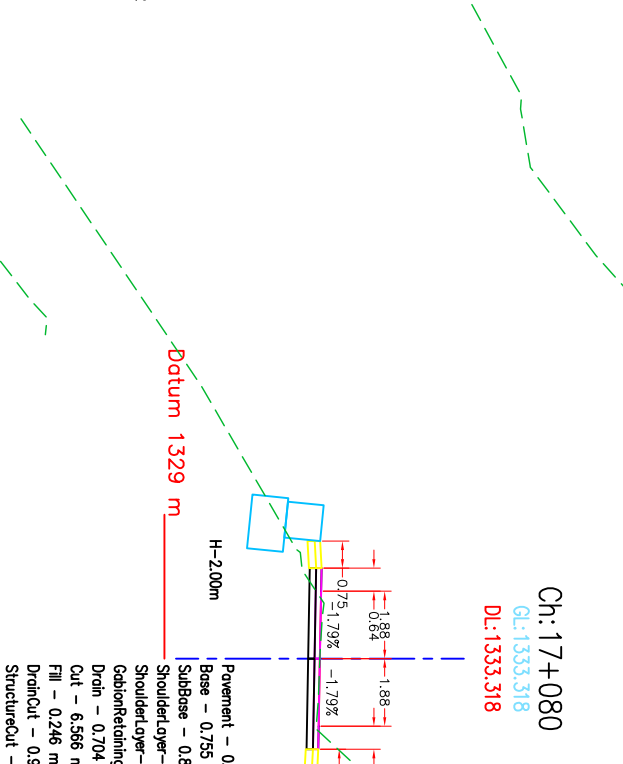 Ch:17+080
GL:1333.318
DL:1333.318
1.88
1.88
0.64
0.75
-1.79%
-1.79%
H-2.00m
Datum 1329 m
Pavement - 0.
Base - 0.755
SubBase - 0.8
ShoulderLayer-
ShoulderLayer-
GabionRetaining
Drain - 0.704
Cut - 6.566 m
Fill - 0.246 m
DrainCut - 0.9
StructureCut -